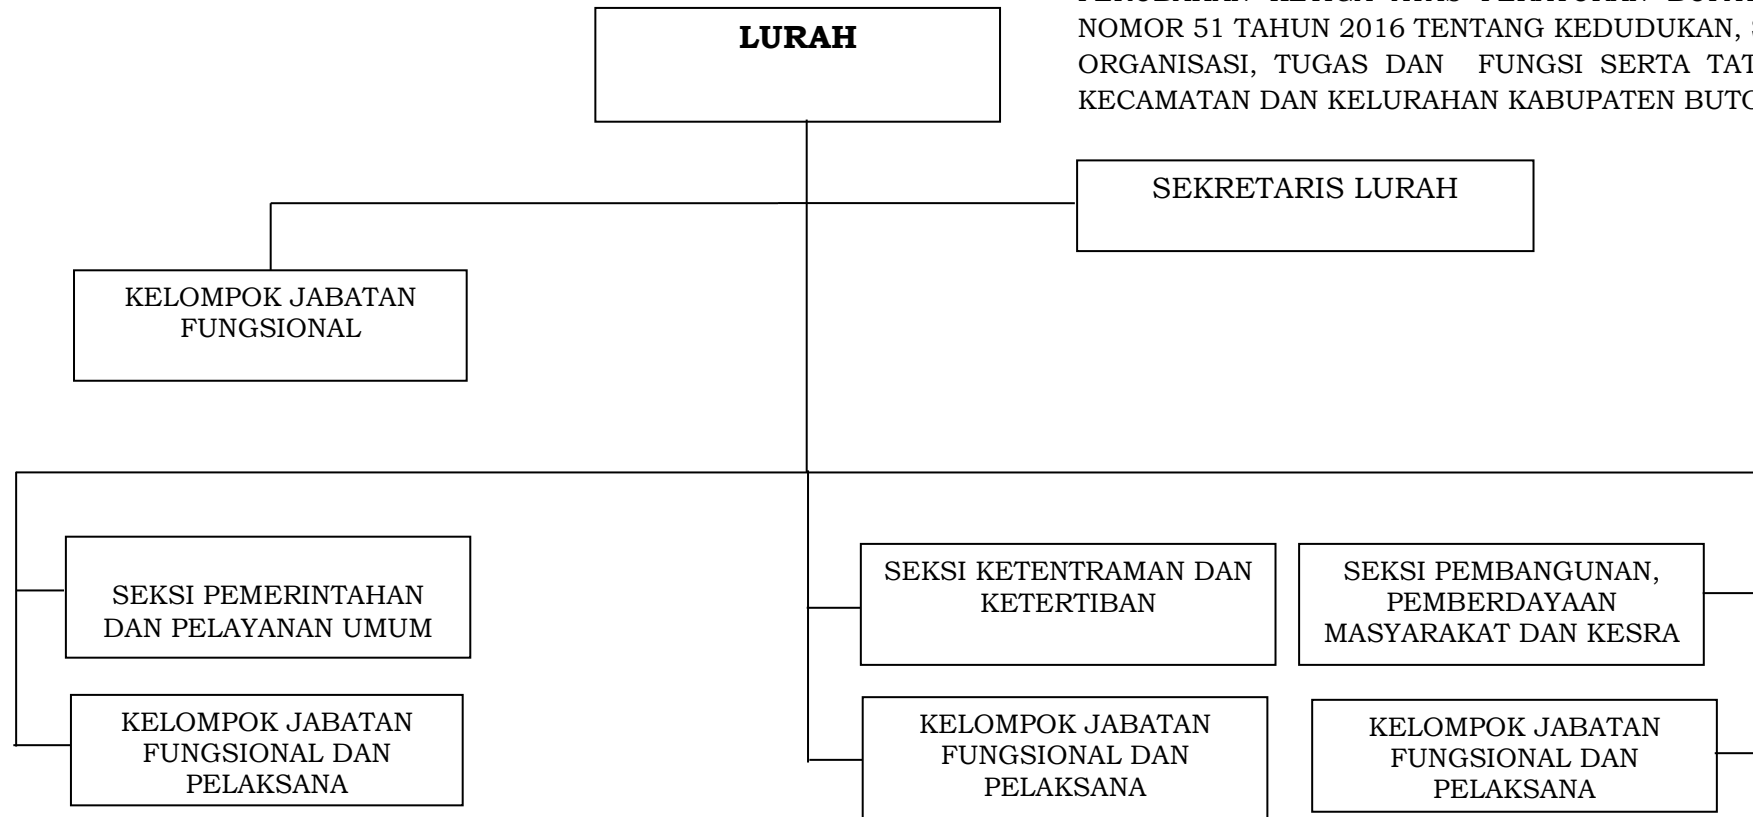 LURAH
NOMOR 51 TAHUN 2016 TENTANG KEDUDUKAN,
ORGANISASI, TUGAS DAN FUNGSI SERTA TAT
KECAMATAN DAN KELURAHAN KABUPATEN BUTO
SEKRETARIS LURAH
KELOMPOK JABATAN
FUNGSIONAL
SEKSI PEMERINTAHAN
DAN PELAYANAN UMUM
SEKSI KETENTRAMAN DAN
KETERTIBAN
SEKSI PEMBANGUNAN,
PEMBERDAYAAN
MASYARAKAT DAN KESRA
KELOMPOK JABATAN
FUNGSIONAL DAN
PELAKSANA
KELOMPOK JABATAN
FUNGSIONAL DAN
PELAKSANA
KELOMPOK JABATAN
FUNGSIONAL DAN
PELAKSANA